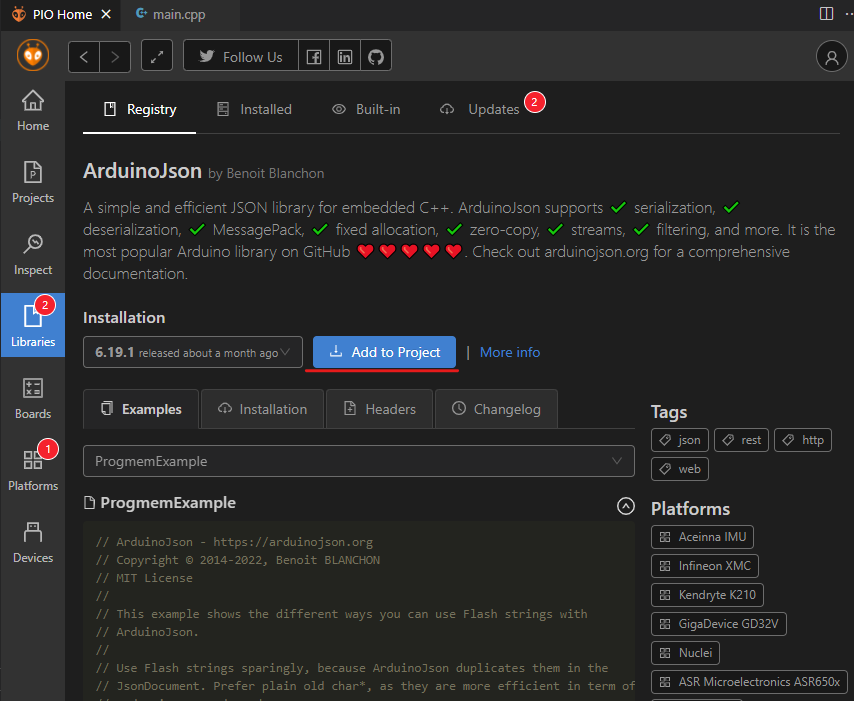 PIO Home
main.cpp
Follow Us
Home
Projects
Inspect
2
Libraries
Boards
1
Platforms
Devices
Registry
Installed
Built-in
Updates 2
ArduinoJson by Benoit Blanchon
A simple and efficient JSON library for embedded C++. ArduinoJson supports ✔ serialization, ✔
deserialization, ✔ MessagePack, ✔ fixed allocation, ✔ zero-copy, ✔ streams, ✔ filtering, and more. It is the
most popular Arduino library on GitHub ❤❤❤❤❤. Check out arduinojson.org for a comprehensive
documentation.
Installation
6.19.1 released about a month ago
Add to Project | More info
Examples
Installation
Headers
Changelog
ProgmemExample
ProgmemExample
// ArduinoJson - https://arduinojson.org
// Copyright © 2014-2022, Benoit BLANCHON
// MIT License
//
// This example shows the different ways you can use Flash strings with
// ArduinoJson.
//
// Use Flash strings sparingly, because ArduinoJson duplicates them in the
// JsonDocument. Prefer plain old char*, as they are more efficient in term of
Tags
json
rest
http
web
Platforms
Aceinna IMU
Infineon XMC
Kendryte K210
GigaDevice GD32V
Nuclei
ASR Microelectronics ASR650x